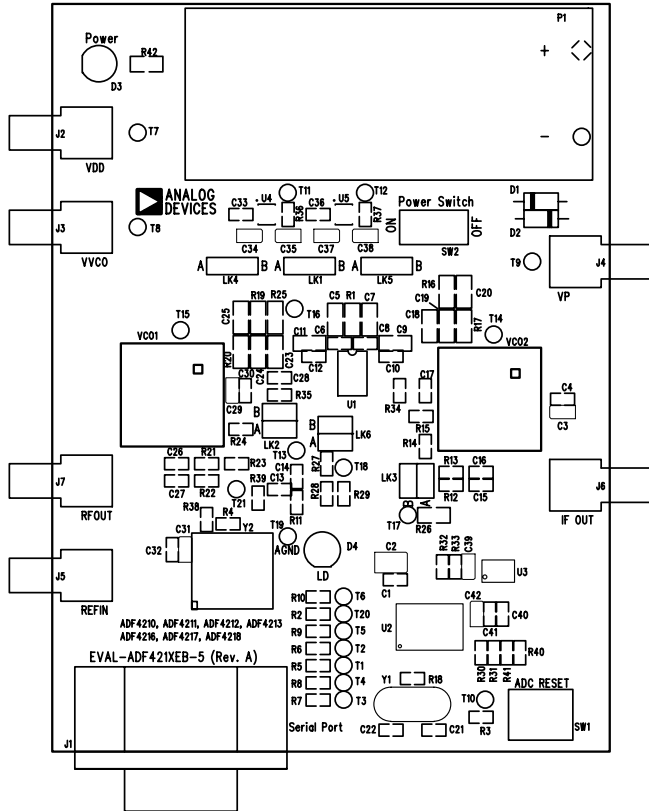 P1
Power
R42
D3
+
J2
T7
−
VDD
ANALOG
DEVICES
C33
U4
T11
R36
C36
U5
T12
R37
Power Switch
D1
J3
T8
ON
OFF
D2
C34
C35
C37
C38
SW2
VVCO
A
B
A
B
A
B
T9
J4
LK4
LK1
LK5
VP
R16
C19
C20
R19
R25
C5
R1
C7
T15
C25
T16
C18
R17
T14
C11
C6
C8
C9
VCO1
R20
C24
C23
C12
C10
VCO2
C30
C28
U1
C17
C29
R35
R34
C4
B
A
R24
LK2
B
A
LK6
R15
R14
C3
T13
C26
R21
R23
C14
R27
T18
LK3
R13
C16
J7
C27
R22
R39
C13
R28
R29
R12
C15
J6
RFOUT
T21
R11
B
A
IF OUT
R38
R4
T17
R26
T19
AGND
Y2
C31
C32
D4
LD
C2
R32
R33
C39
U3
J5
C1
REFIN
R10
T6
R2
T20
C42
C40
ADF4210, ADF4211, ADF4212, ADF4213
R9
T5
U2
C41
ADF4216, ADF4217, ADF4218
R6
T2
R40
EVAL-ADF421XEB-5 (Rev. A)
R5
T1
R30
R31
R41
R8
T4
Y1
R18
ADC RESET
R7
T3
T10
Serial Port
R3
SW1
J1
C22
C21